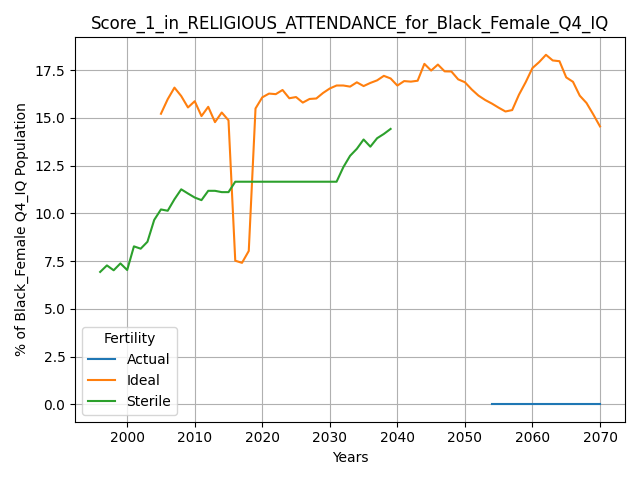 Score_1_in_RELIGIOUS_ATTENDANCE_for_Black_Female_Q4_IQ
% of Black_Female Q4_IQ Population
17.5
15.0
12.5
10.0
7.5
5.0
2.5
0.0
Fertility
Actual
Ideal
Sterile
2000 2010 2020 2030 2040 2050 2060 2070
Years